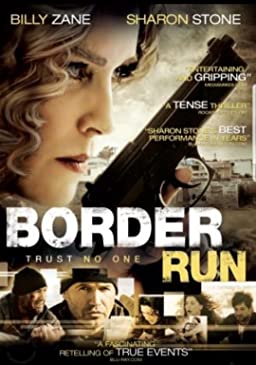 BILLY ZANE SHARON STONE
"ENTERTAINING
and GRIPPING"
"A TENSE THRILLER"
"SHARON STONE'S BEST
PERFORMANCE IN YEARS"
BORDER
TRUST NO ONE
RUN
"A FASCINATING
RETELLING OF TRUE EVENTS"